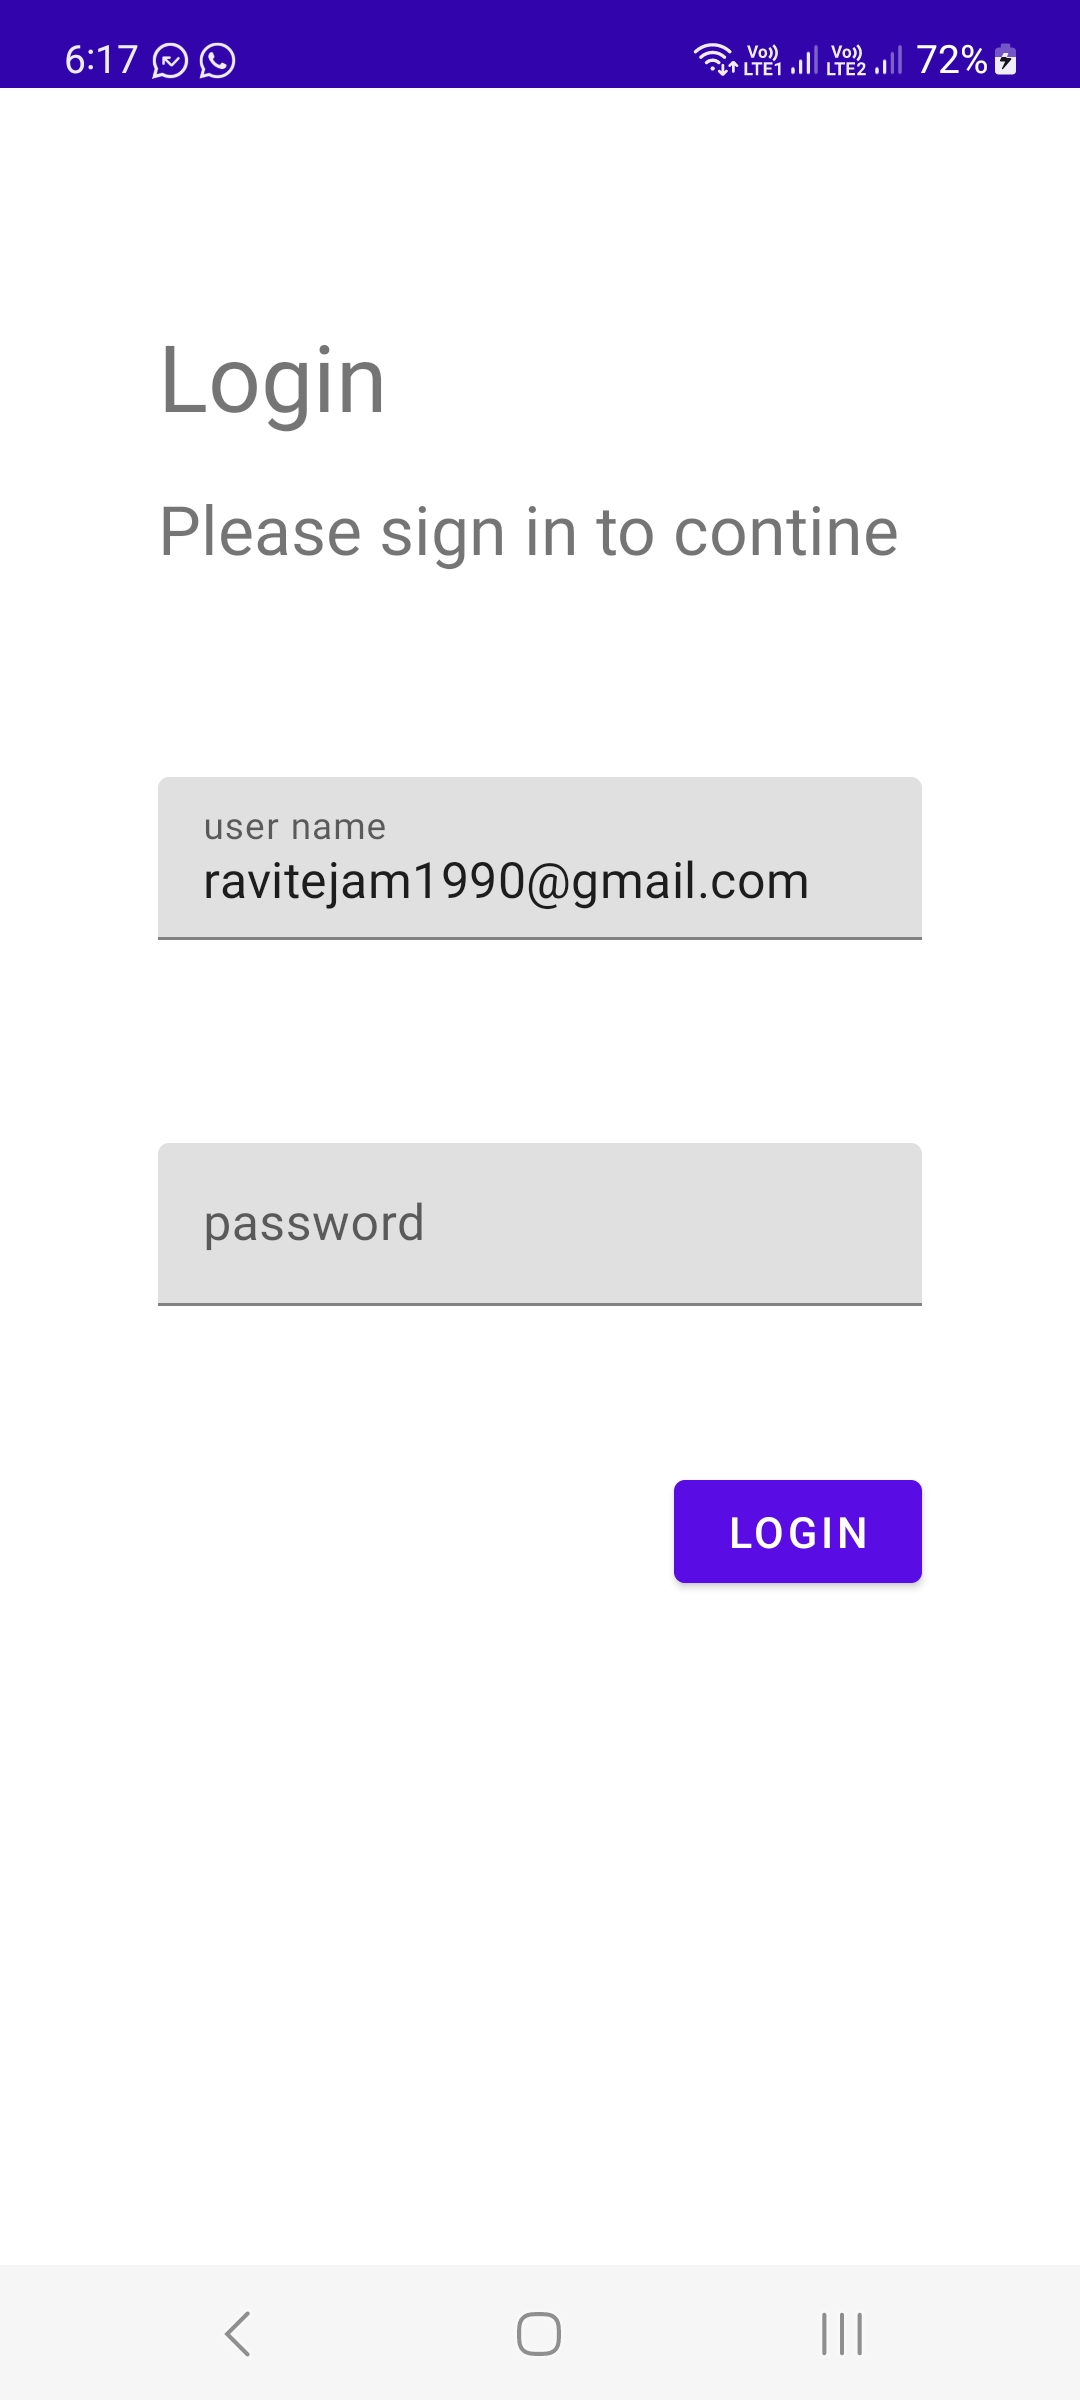 6:17 Vo)) LTE1 Vo)) LTE2 72%
Login
Please sign in to contine
user name
ravitejam1990@gmail.com
password
LOGIN